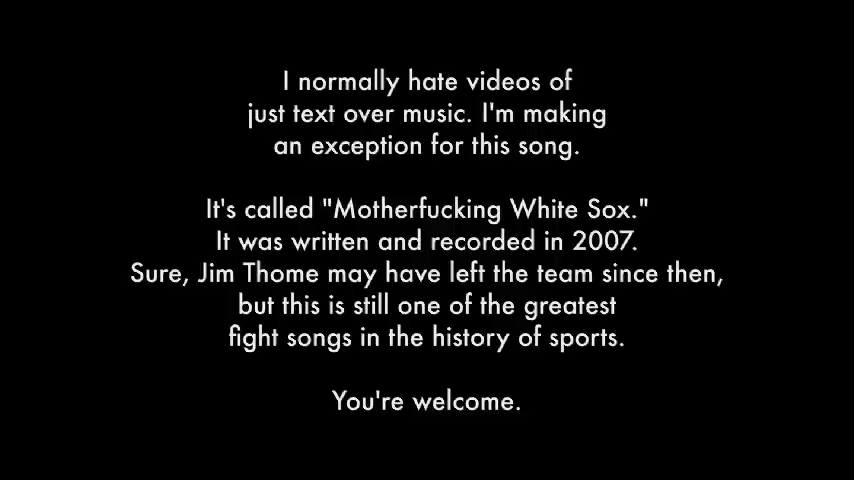 I normally hate videos of
just text over music. I'm making
an exception for this song.
It's called "Motherfucking White Sox."
It was written and recorded in 2007.
Sure, Jim Thome may have left the team since then,
but this is still one of the greatest
fight songs in the history of sports.
You're welcome.